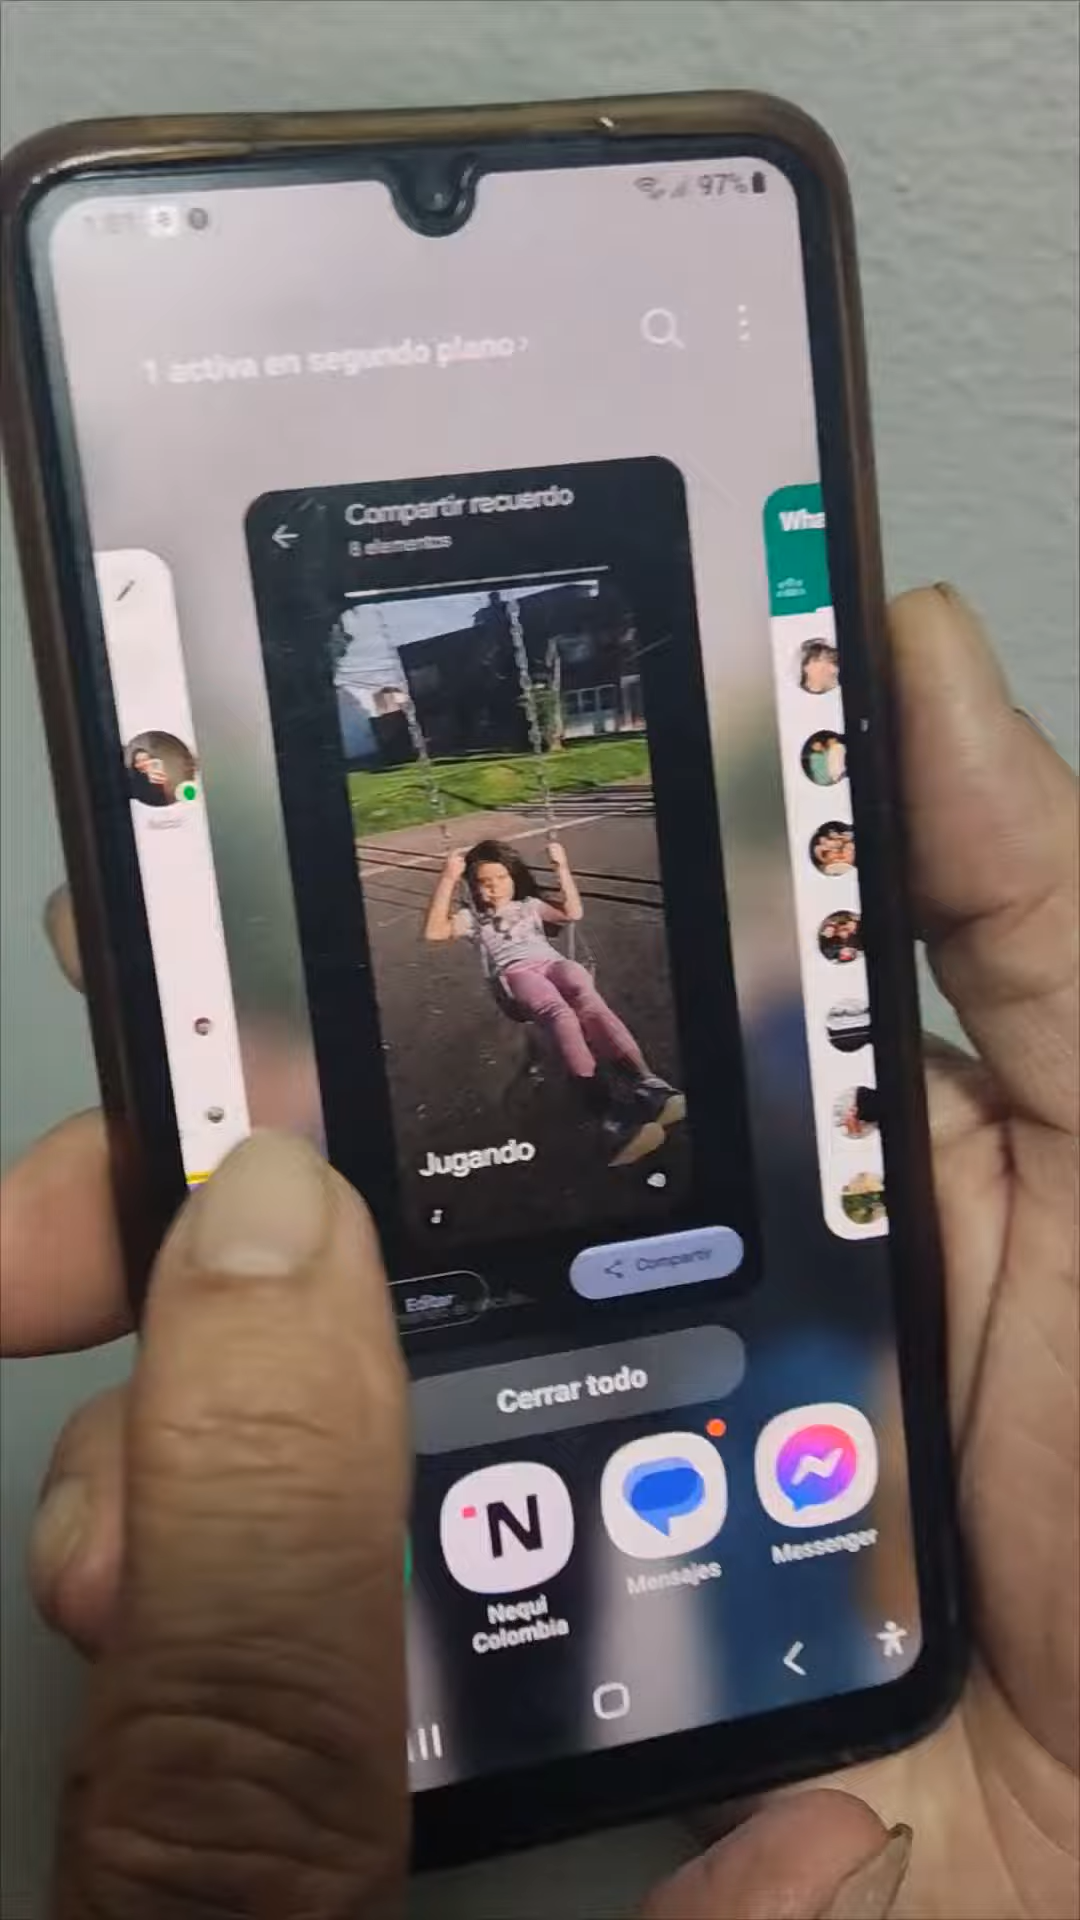 97%
1 activa en segundo plano >
Compartir recuerdo
8 elementos
Wha
Jugando
Compartir
Editar
Cerrar todo
N
Nequi
Colombia
Mensajes
Messenger